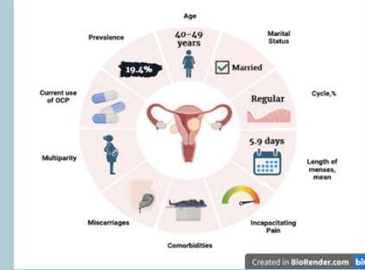 Age
40-49
years
Marital
Status
Married
Cycle,%
Regular
5.9 days
Length of
menses,
mean
Incapacitating
Pain
Comorbidities
Miscarriages
Multiparity
Current use
of OCP
Prevalence
19.4%
Created in BioRender.com